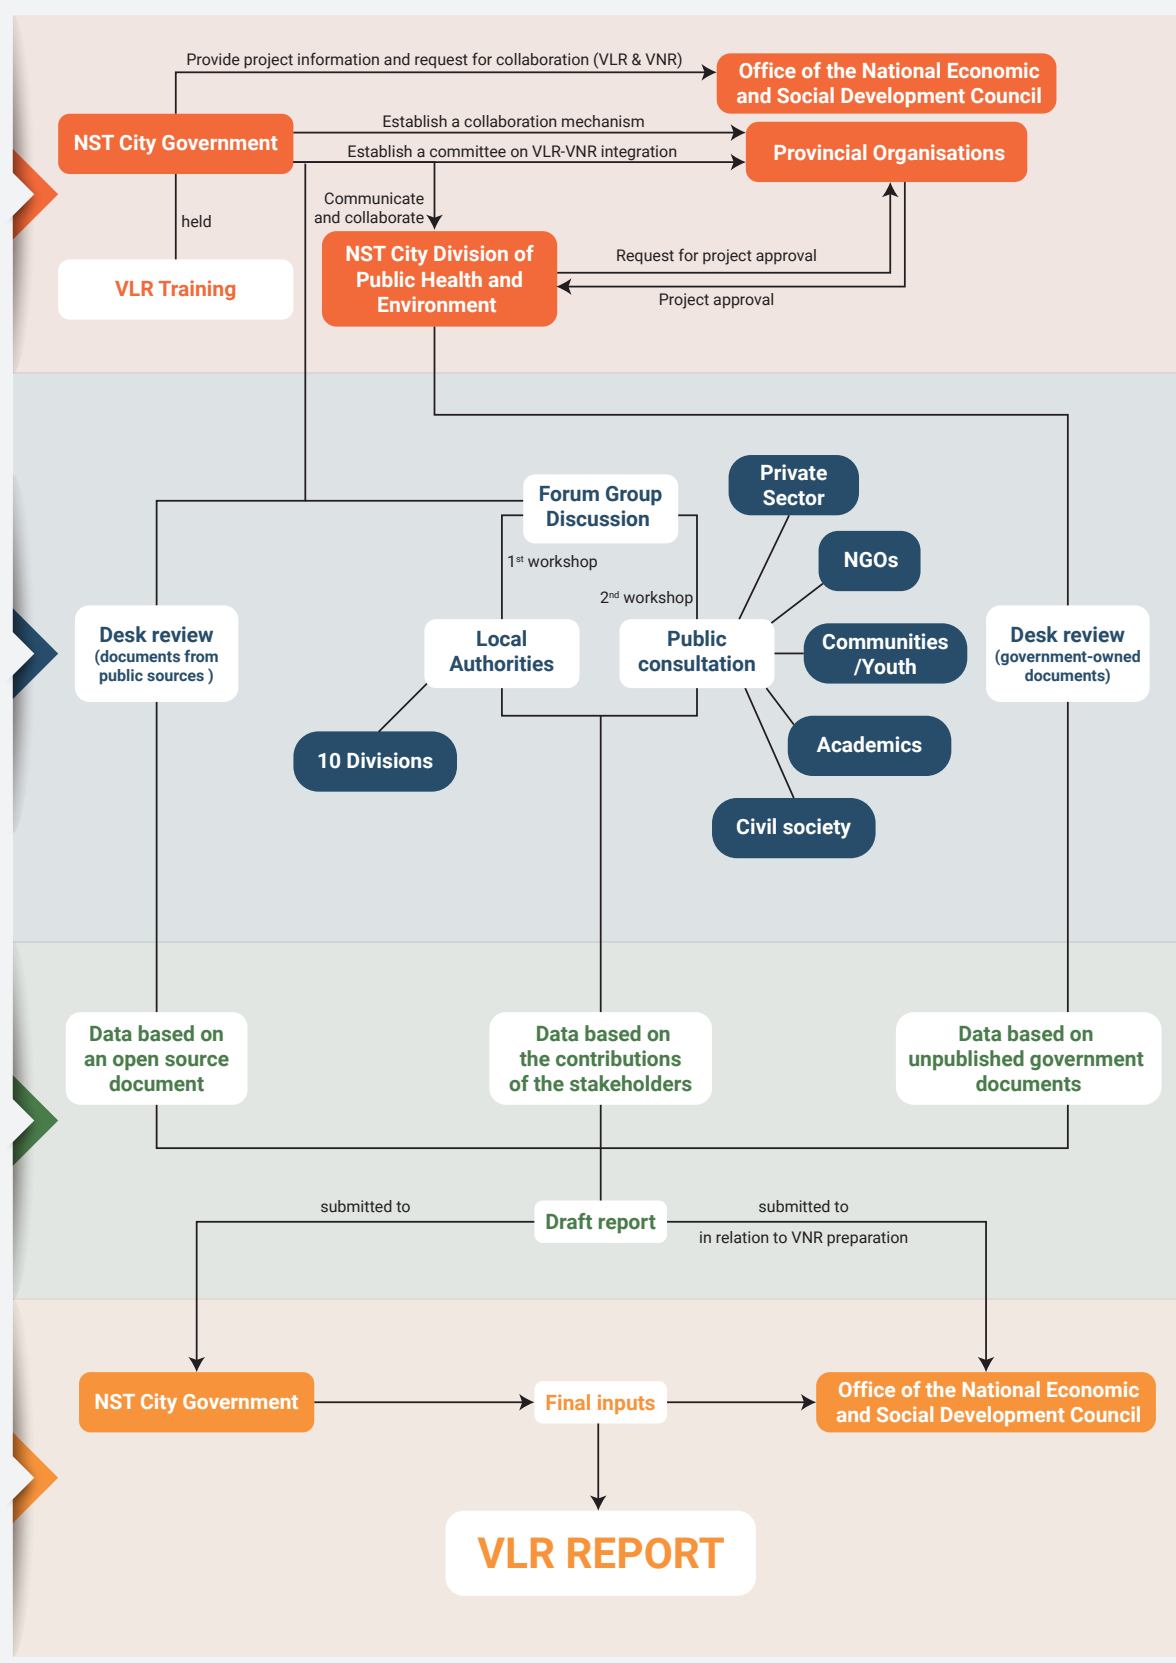 Provide project information and request for collaboration (VLR & VNR)
Office of the National Economic
and Social Development Council
NST City Government
Establish a collaboration mechanism
Establish a committee on VLR-VNR integration
Provincial Organisations
held
Communicate
and collaborate
VLR Training
NST City Division of
Public Health and
Environment
Request for project approval
Project approval
Forum Group
Discussion
Private
Sector
1st workshop
NGOs
2nd workshop
Desk review
(documents from
public sources )
Local
Authorities
Public
consultation
Communities
/Youth
Desk review
(government-owned
documents)
10 Divisions
Academics
Civil society
Data based on
an open source
document
Data based on
the contributions
of the stakeholders
Data based on
unpublished government
documents
submitted to
Draft report
submitted to
in relation to VNR preparation
NST City Government
Final inputs
Office of the National Economic
and Social Development Council
VLR REPORT